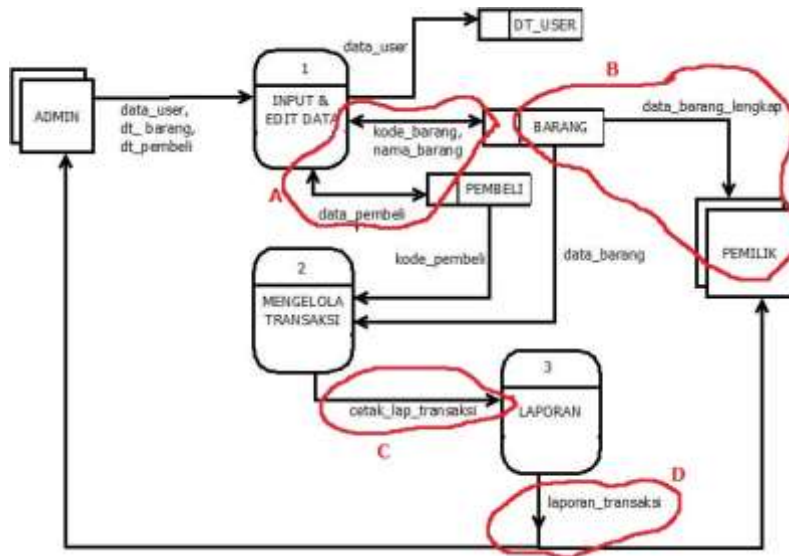 DT_USER
data_user
B
1
INPUT &
EDIT DATA
ADMIN
data_user,
dt_ barang,
dt_pembeli
kode_barang,
nama_barang
BARANG
data_barang_lengkap
A
data_pembeli
PEMBELI
PEMILIK
kode_pembeli
data_barang
2
MENGELOLA
TRANSAKSI
3
cetak_lap_transaksi
LAPORAN
C
D
laporan_transaksi